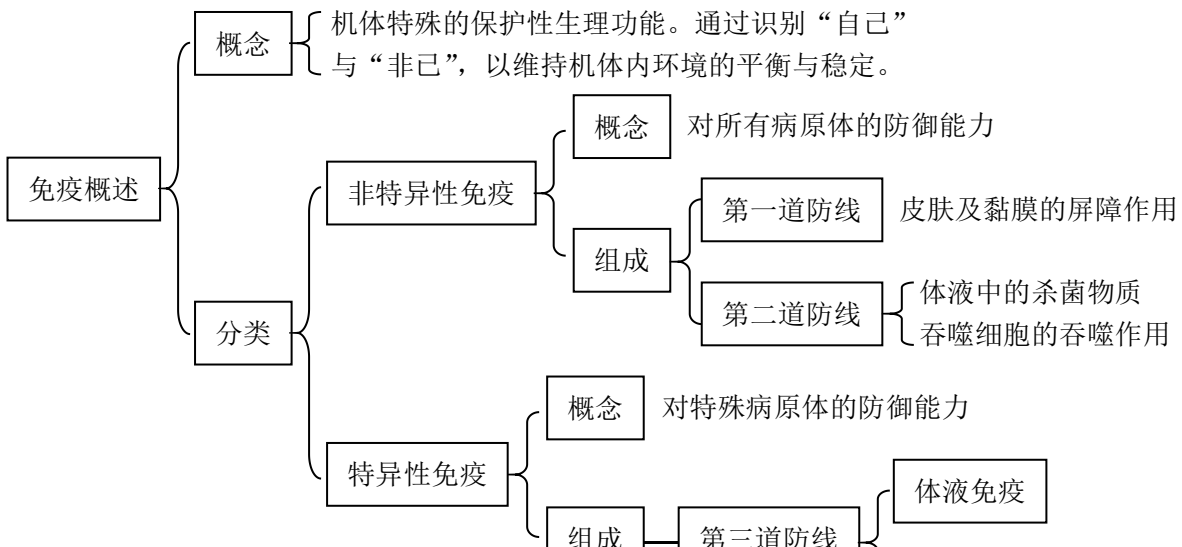 概念
机体特殊的保护性生理功能。通过识别“自己”
与“非已”，以维持机体内环境的平衡与稳定。
免疫概述
分类
非特异性免疫
概念
对所有病原体的防御能力
组成
第一道防线
皮肤及黏膜的屏障作用
第二道防线
体液中的杀菌物质
吞噬细胞的吞噬作用
特异性免疫
概念
对特殊病原体的防御能力
组成
第三道防线
体液免疫